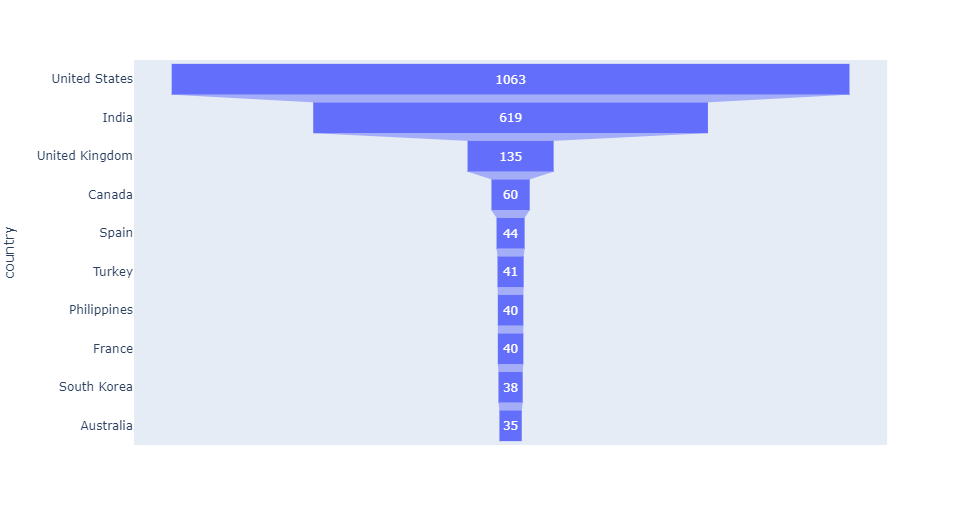 country
United States 1063
India 619
United Kingdom 135
Canada 60
Spain 44
Turkey 41
Philippines 40
France 40
South Korea 38
Australia 35